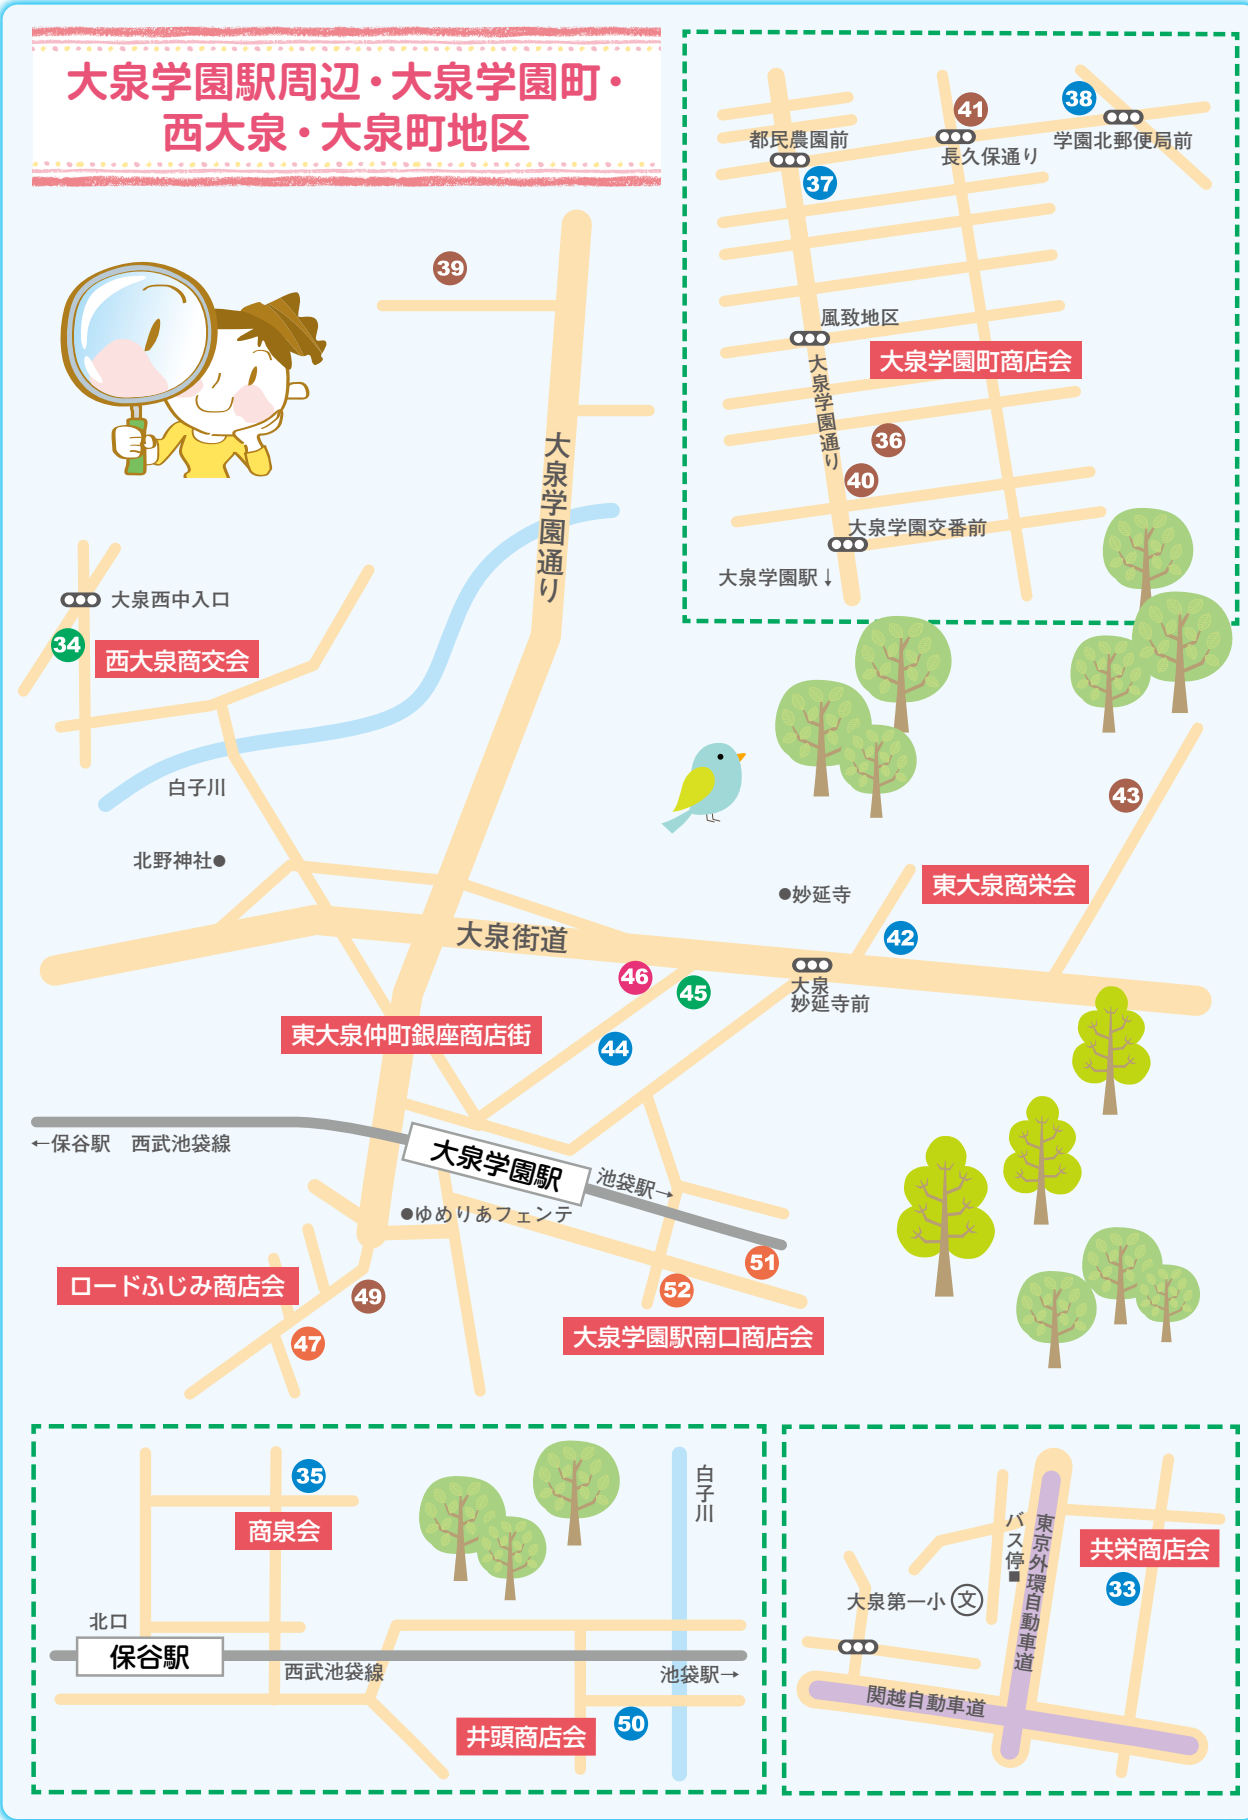 大泉学園駅周辺・大泉学園町・
西大泉・大泉町地区
38
41
都民農園前
長久保通り
学園北郵便局前
37
風致地区
大泉学園町商店会
大泉学園通り
36
40
大泉学園交番前
大泉学園駅↓
39
大泉学園通り
大泉西中入口
34
西大泉商交会
白子川
北野神社●
43
東大泉商栄会
●妙延寺
42
大泉街道
46
45
大泉
妙延寺前
東大泉仲町銀座商店街
44
←保谷駅 西武池袋線
大泉学園駅
池袋駅→
●ゆめりあフェンテ
51
52
ロードふじみ商店会
49
47
大泉学園駅南口商店会
35
商泉会
白子川
北口
保谷駅
西武池袋線
池袋駅→
井頭商店会
50
バス停■
東京外環自動車道
共栄商店会
33
大泉第一小 文
関越自動車道